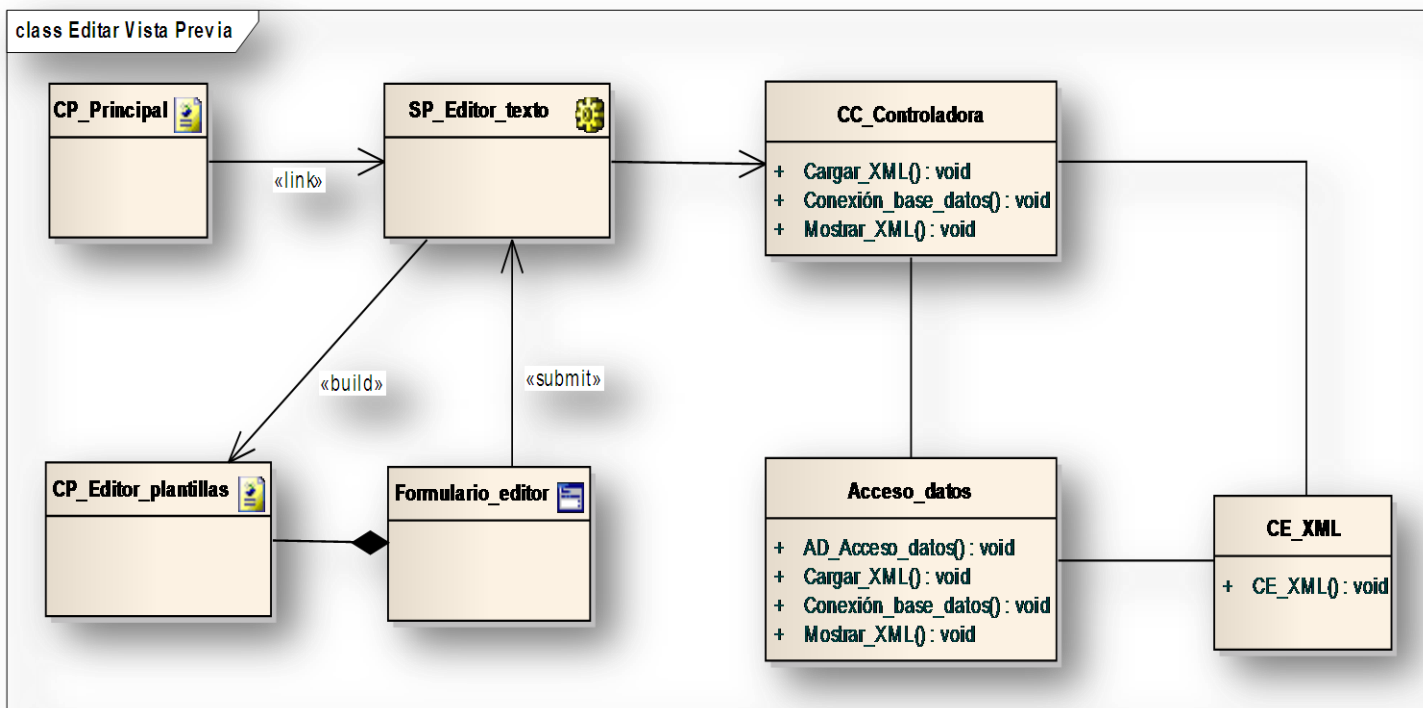 class Editar Vista Previa
CP_Principal
SP_Editor_texto
CC_Controladora
+ Cargar_XML() : void
+ Conexión_base_datos() : void
+ Mostrar_XML() : void
«link»
«build»
«submit»
CP_Editor_plantillas
Formulario_editor
Acceso_datos
+ AD_Acceso_datos() : void
+ Cargar_XML() : void
+ Conexión_base_datos() : void
+ Mostrar_XML() : void
CE_XML
+ CE_XML() : void